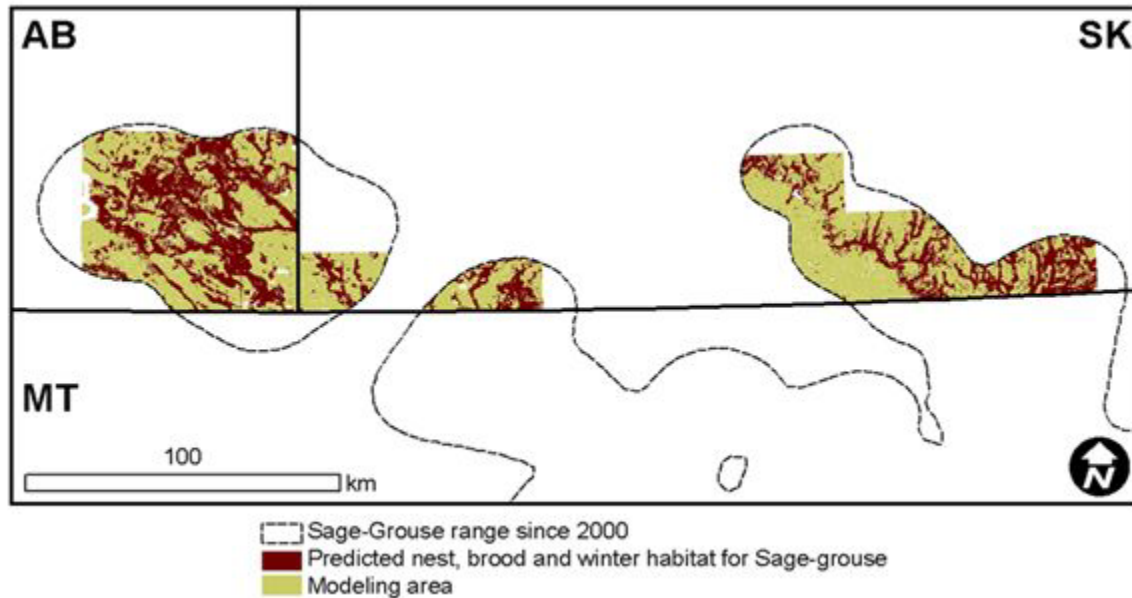 AB
SK
MT
100
km
N
Sage-Grouse range since 2000
Predicted nest, brood and winter habitat for Sage-grouse
Modeling area